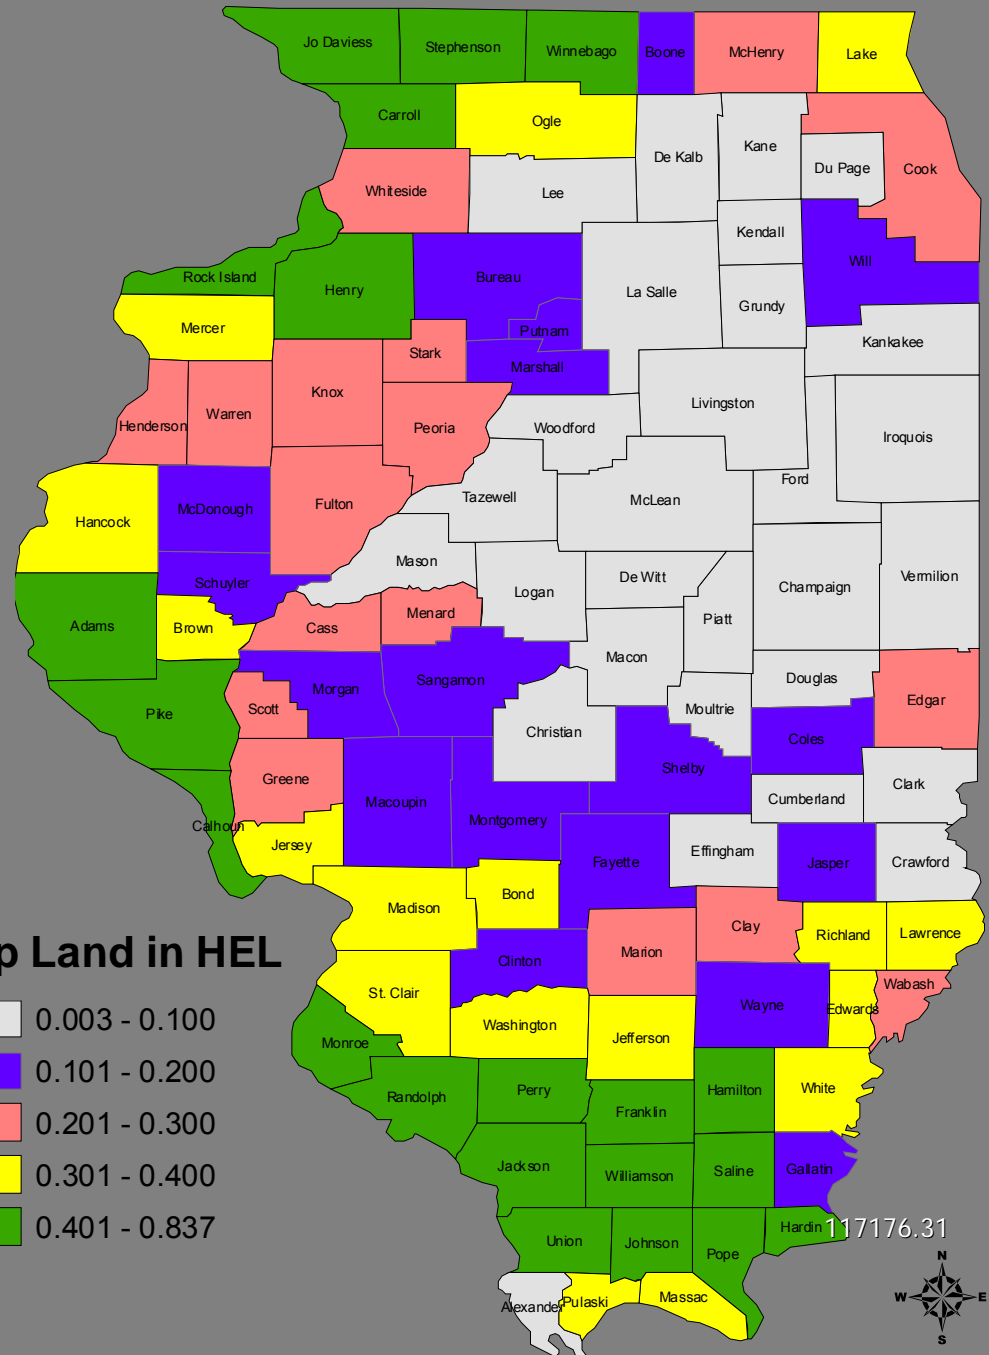 Jo Daviess
Stephenson
Winnebago
Boone
McHenry
Lake
Carroll
Ogle
De Kalb
Kane
Du Page
Cook
Whiteside
Lee
Kendall
Will
Rock Island
Henry
Bureau
La Salle
Grundy
Mercer
Putnam
Kankakee
Stark
Marshall
Henderson
Warren
Knox
Peoria
Woodford
Livingston
Iroquois
Hancock
McDonough
Fulton
Tazewell
McLean
Ford
Mason
Schuyler
Logan
De Witt
Champaign
Vermilion
Adams
Brown
Cass
Menard
Piatt
Macon
Pike
Scott
Morgan
Sangamon
Christian
Moultrie
Douglas
Edgar
Coles
Shelby
Greene
Macoupin
Montgomery
Cumberland
Clark
Calhoun
Jersey
Fayette
Effingham
Jasper
Crawford
Madison
Bond
Clay
Richland
Lawrence
p Land in HEL
Clinton
Marion
St. Clair
Wayne
Edwards
Wabash
0.003 - 0.100
Washington
Jefferson
Monroe
0.101 - 0.200
Randolph
Perry
Franklin
Hamilton
White
0.201 - 0.300
Jackson
Williamson
Saline
Gallatin
0.301 - 0.400
0.401 - 0.837
Union
Johnson
Pope
Hardin
117176.31
Alexander
Pulaski
Massac
N
W
E
S